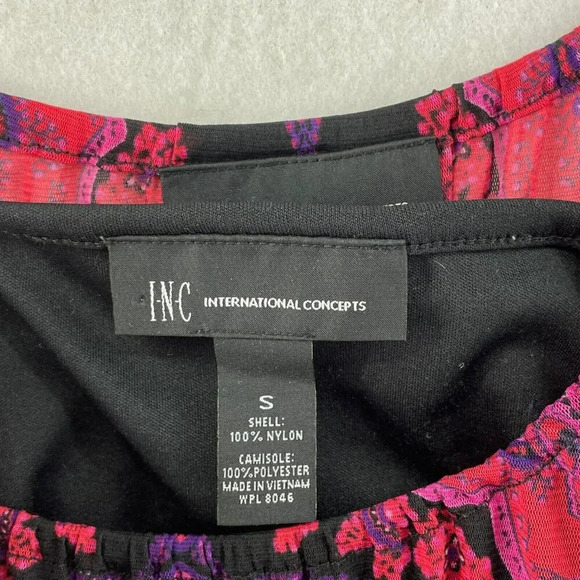 I·N·C INTERNATIONAL CONCEPTS
S
SHELL:
100% NYLON
CAMISOLE:
100%POLYESTER
MADE IN VIETNAM
WPL 8046